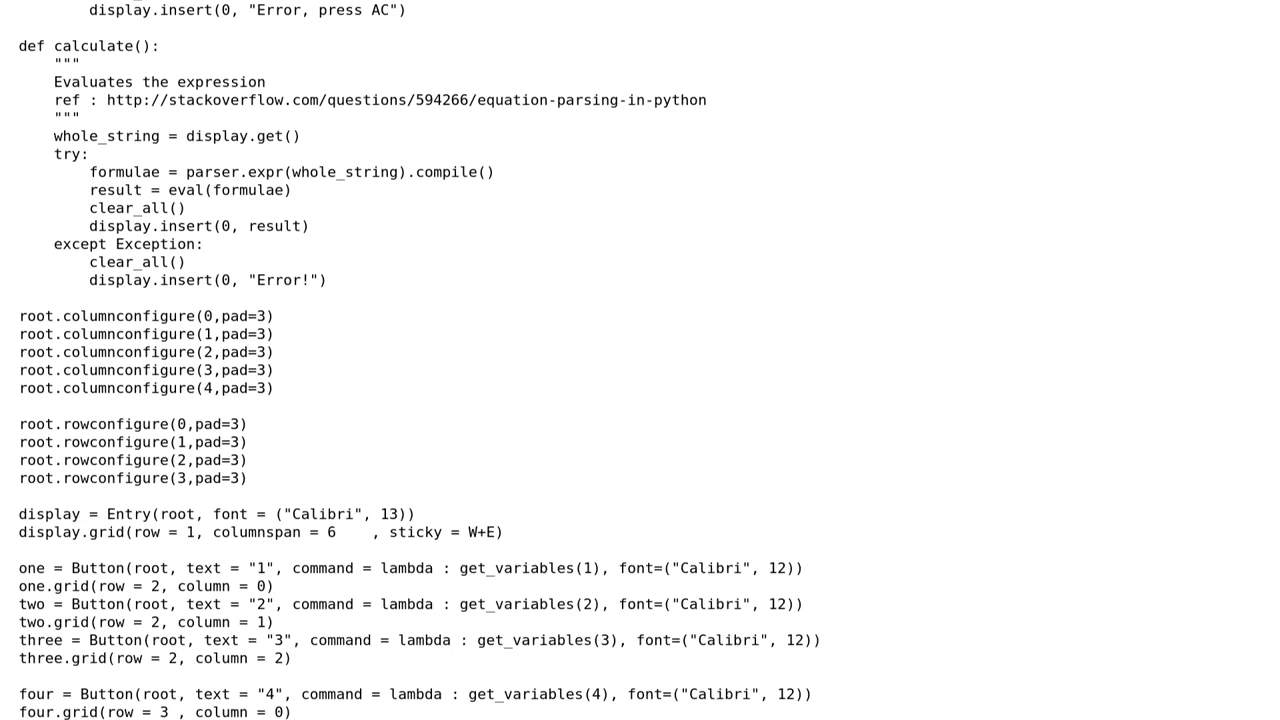 display.insert(0, "Error, press AC")

def calculate():
    """
    Evaluates the expression
    ref : http://stackoverflow.com/questions/594266/equation-parsing-in-python
    """
    whole_string = display.get()
    try:
        formulae = parser.expr(whole_string).compile()
        result = eval(formulae)
        clear_all()
        display.insert(0, result)
    except Exception:
        clear_all()
        display.insert(0, "Error!")

root.columnconfigure(0,pad=3)
root.columnconfigure(1,pad=3)
root.columnconfigure(2,pad=3)
root.columnconfigure(3,pad=3)
root.columnconfigure(4,pad=3)

root.rowconfigure(0,pad=3)
root.rowconfigure(1,pad=3)
root.rowconfigure(2,pad=3)
root.rowconfigure(3,pad=3)

display = Entry(root, font = ("Calibri", 13))
display.grid(row = 1, columnspan = 6    , sticky = W+E)

one = Button(root, text = "1", command = lambda : get_variables(1), font=("Calibri", 12))
one.grid(row = 2, column = 0)
two = Button(root, text = "2", command = lambda : get_variables(2), font=("Calibri", 12))
two.grid(row = 2, column = 1)
three = Button(root, text = "3", command = lambda : get_variables(3), font=("Calibri", 12))
three.grid(row = 2, column = 2)

four = Button(root, text = "4", command = lambda : get_variables(4), font=("Calibri", 12))
four.grid(row = 3 , column = 0)